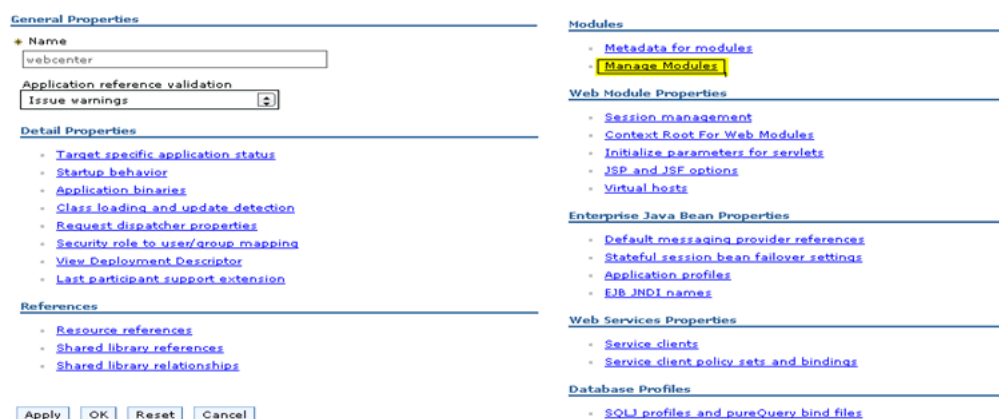 General Properties
Name
webcenter
Application reference validation
Issue warnings
Detail Properties
Target specific application status
Startup behavior
Application binaries
Class loading and update detection
Request dispatcher properties
Security role to user/group mapping
View Deployment Descriptor
Last participant support extension
References
Resource references
Shared library references
Shared library relationships
Apply OK Reset Cancel
Modules
Metadata for modules
Manage Modules
Web Module Properties
Session management
Context Root For Web Modules
Initialize parameters for servlets
JSP and JSF options
Virtual hosts
Enterprise Java Bean Properties
Default messaging provider references
Stateful session bean failover settings
Application profiles
EJB JNDI names
Web Services Properties
Service clients
Service client policy sets and bindings
Database Profiles
SQLJ profiles and pureQuery bind files